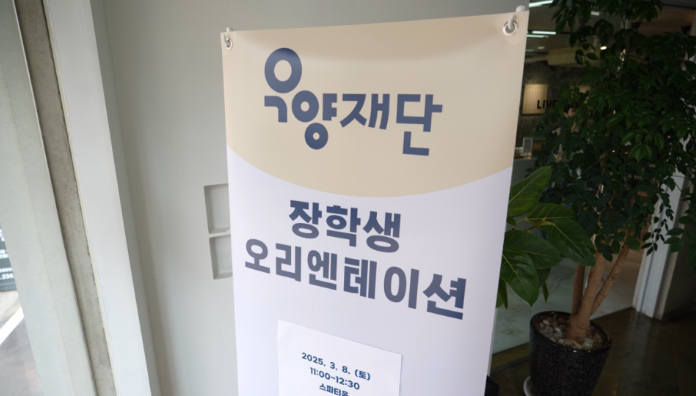 우양재단
장학생
오리엔테이션
2025. 3. 8. (토)
11:00~12:30
LIVE